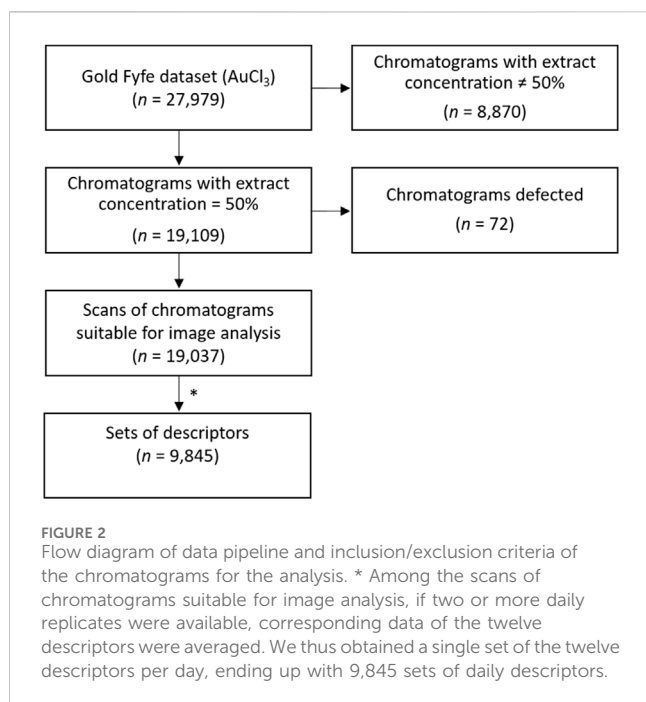 Gold Fyfe dataset (AuCl₃)
(n = 27,979)
Chromatograms with extract
concentration ≠ 50%
(n = 8,870)
Chromatograms with extract
concentration = 50%
(n = 19,109)
Chromatograms defected
(n = 72)
Scans of chromatograms
suitable for image analysis
(n = 19,037)
*
Sets of descriptors
(n = 9,845)
FIGURE 2
Flow diagram of data pipeline and inclusion/exclusion criteria of
the chromatograms for the analysis. * Among the scans of
chromatograms suitable for image analysis, if two or more daily
replicates were available, corresponding data of the twelve
descriptors were averaged. We thus obtained a single set of the twelve
descriptors per day, ending up with 9,845 sets of daily descriptors.